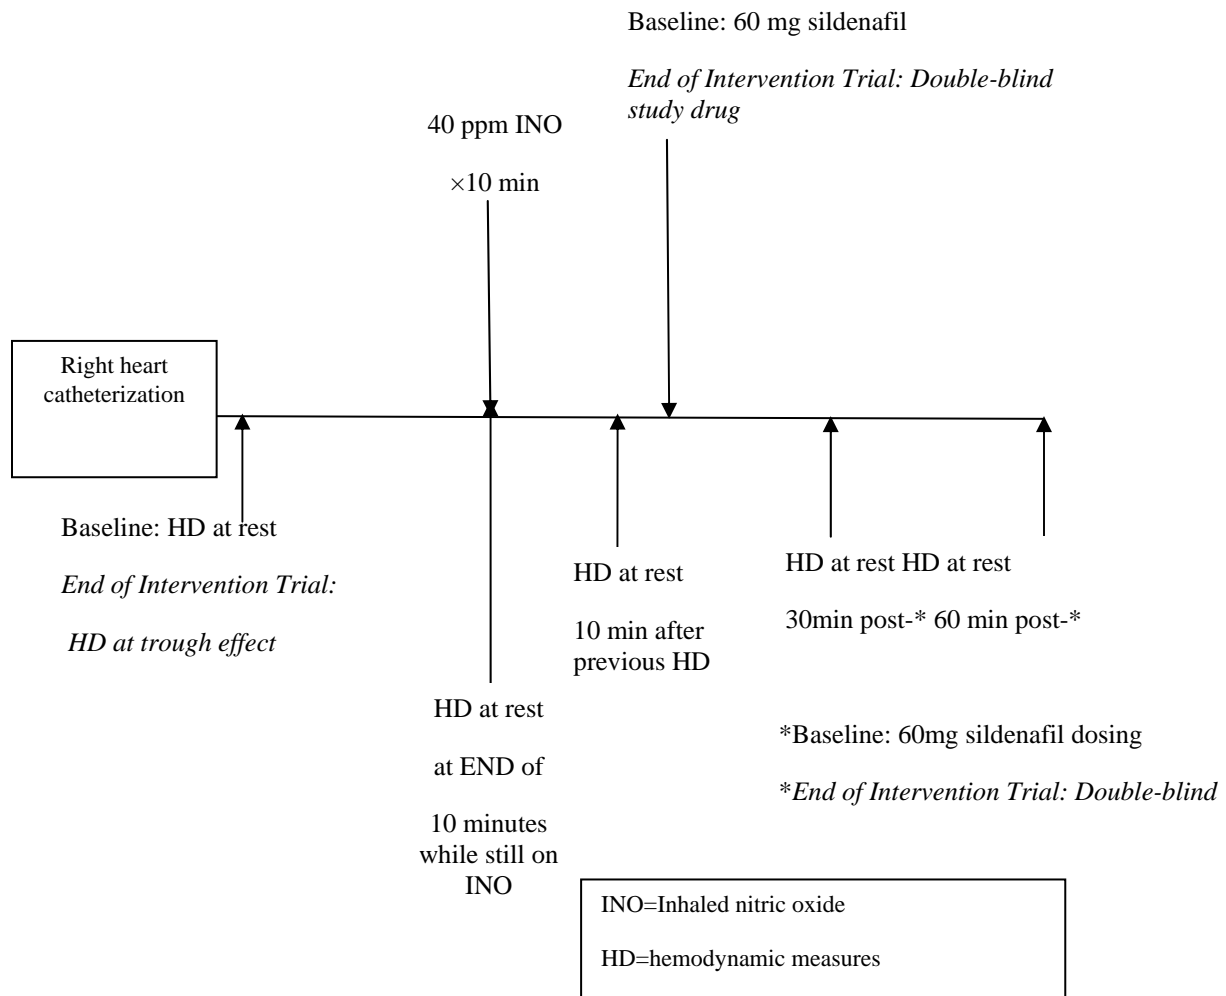 Baseline: 60 mg sildenafil
End of Intervention Trial: Double-blind
study drug
40 ppm INO
×10 min
Right heart
catheterization
Baseline: HD at rest
End of Intervention Trial:
HD at trough effect
HD at rest
10 min after
previous HD
HD at rest HD at rest
30min post-* 60 min post-*
HD at rest
at END of
10 minutes
while still on
INO
*Baseline: 60mg sildenafil dosing
*End of Intervention Trial: Double-blind
INO=Inhaled nitric oxide
HD=hemodynamic measures